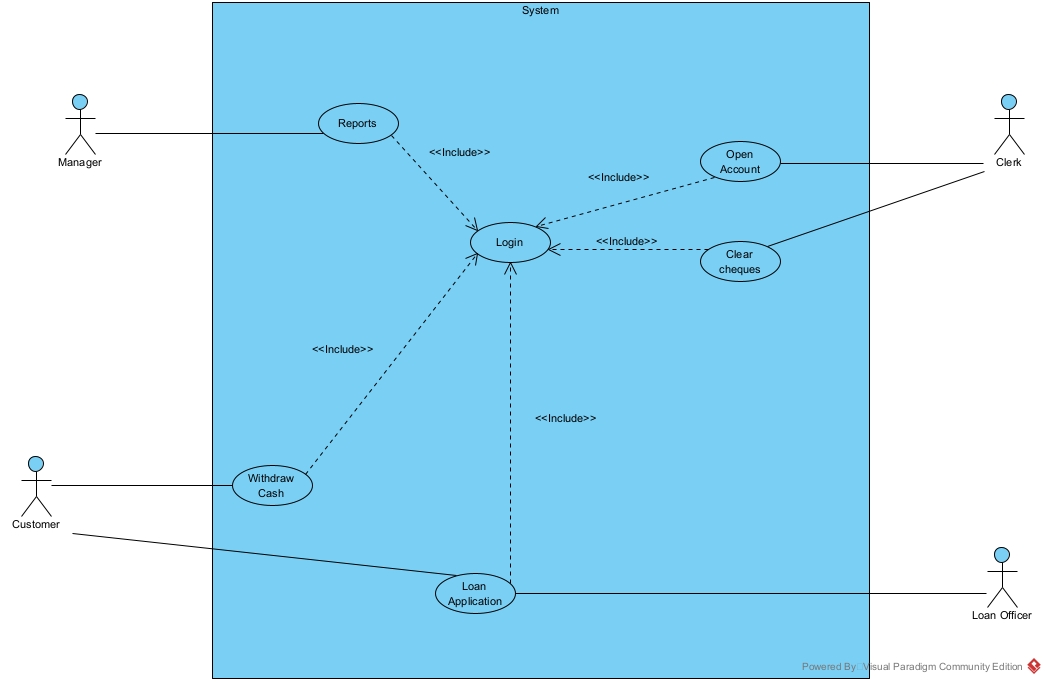 System
Reports
Manager
<<Include>>
Open
Account
Clerk
<<Include>>
Login
<<Include>>
Clear
cheques
<<Include>>
<<Include>>
Withdraw
Cash
Customer
Loan
Application
Loan Officer
Powered By: Visual Paradigm Community Edition